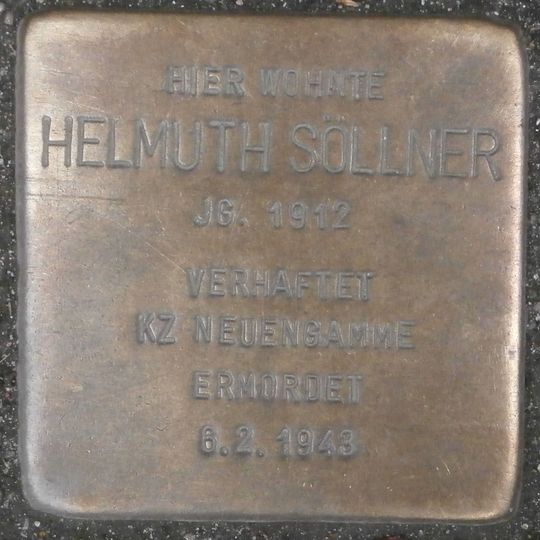 HIER WOHNTE
HELMUTH SÖLLNER
JG. 1912
VERHAFTET
KZ NEUENGAMME
ERMORDET
6.2.1943